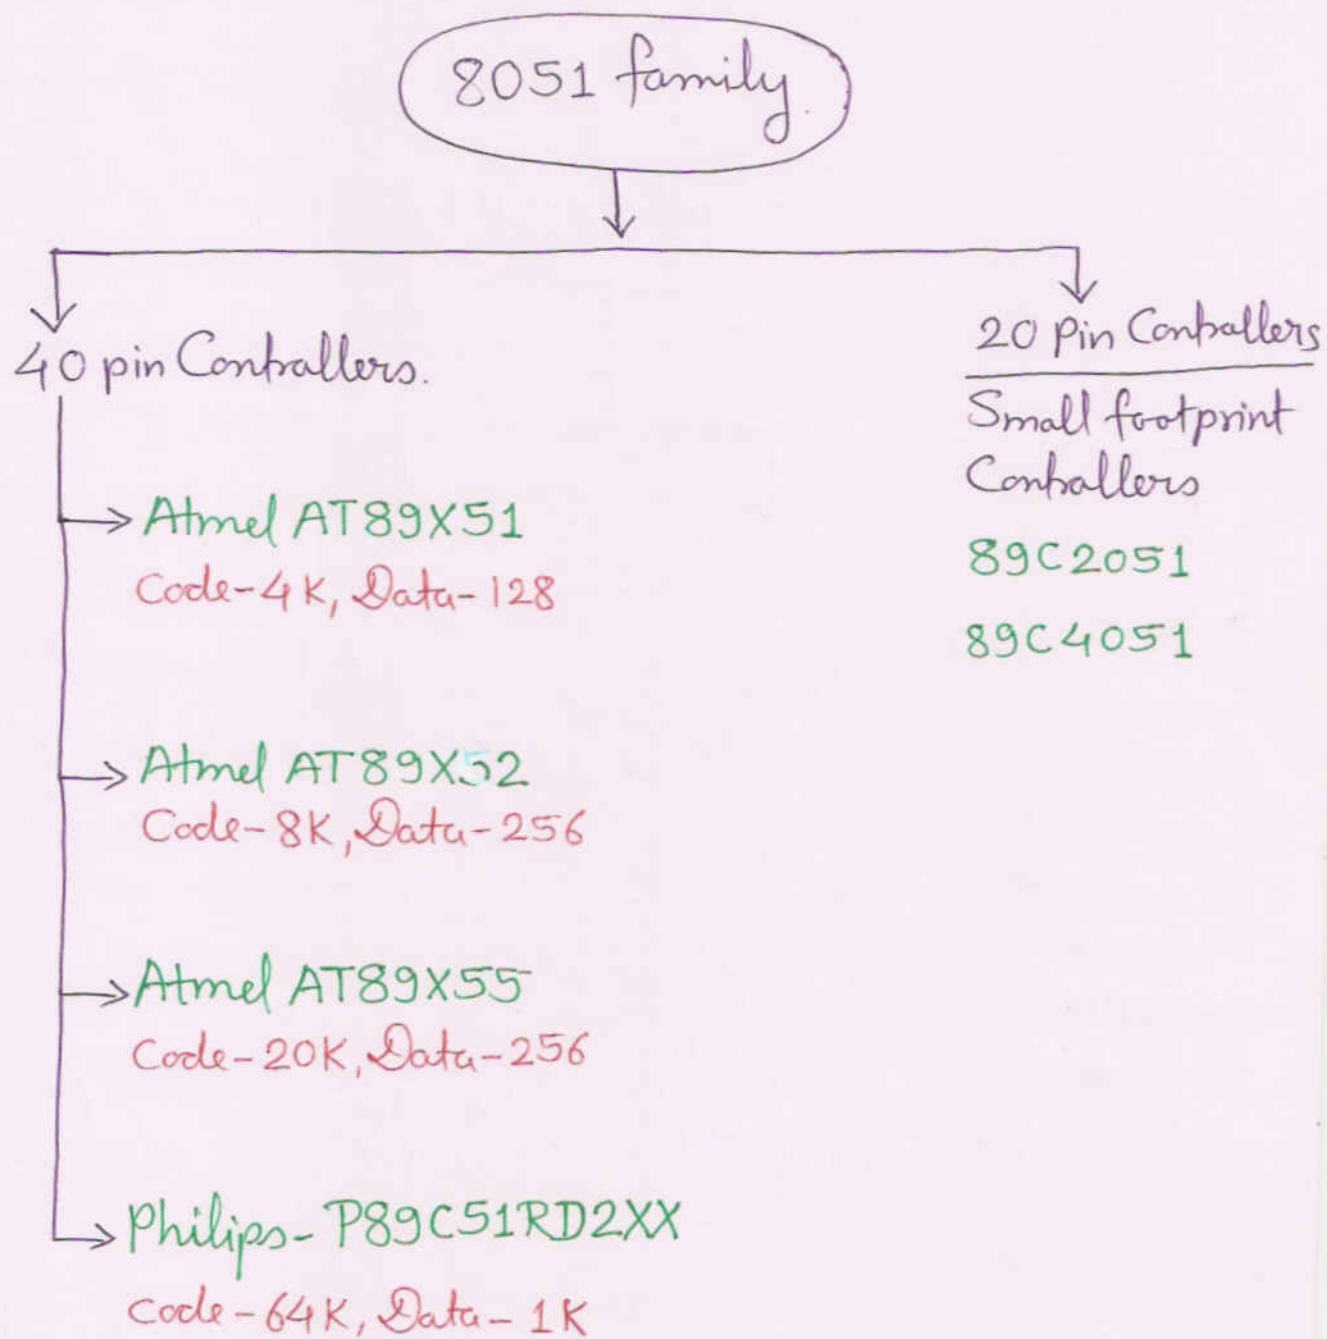 8051 family
40 pin Controllers.
Atmel AT89X51
Code-4K, Data-128
Atmel AT89X52
Code-8K, Data-256
Atmel AT89X55
Code-20K, Data-256
Philips-P89C51RD2XX
Code-64K, Data-1K
20 Pin Controllers
Small footprint
Controllers
89C2051
89C4051